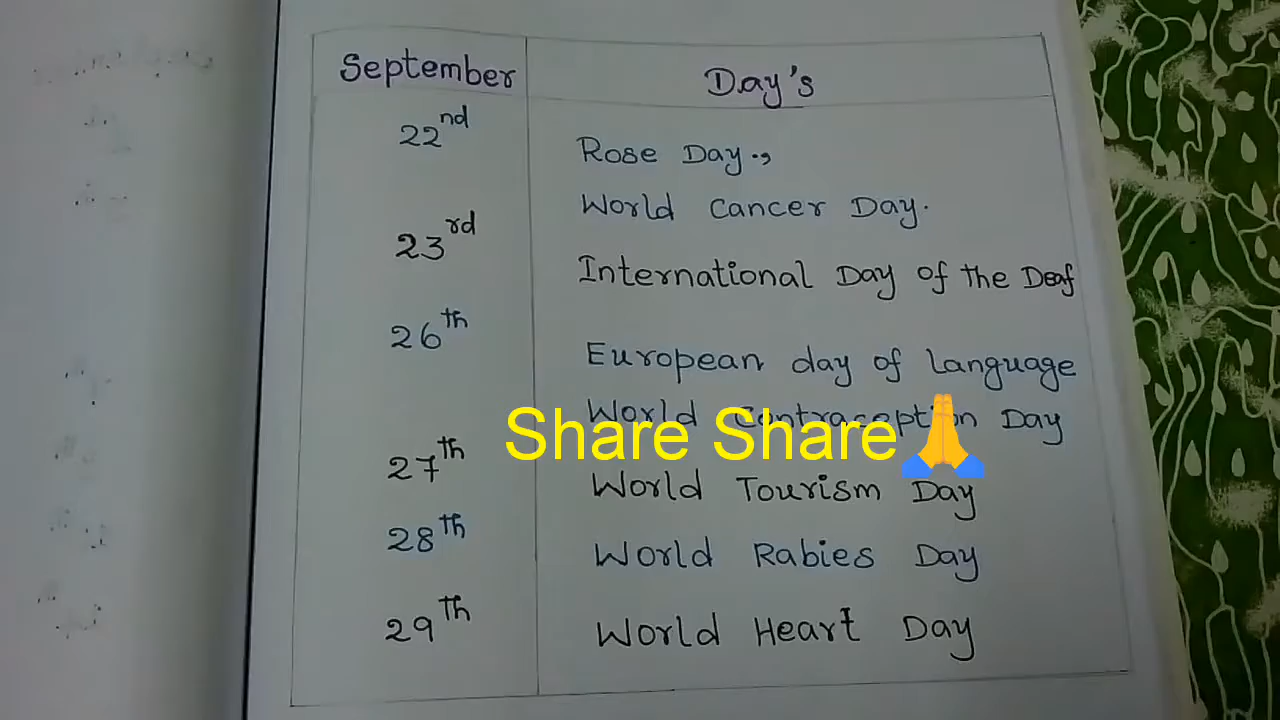 September Day's
22nd Rose Day.,
World Cancer Day.
23rd International Day of the Deaf
26th European day of language
World Contraception Day
Share Share🙏
27th World Tourism Day
28th World Rabies Day
29th World Heart Day